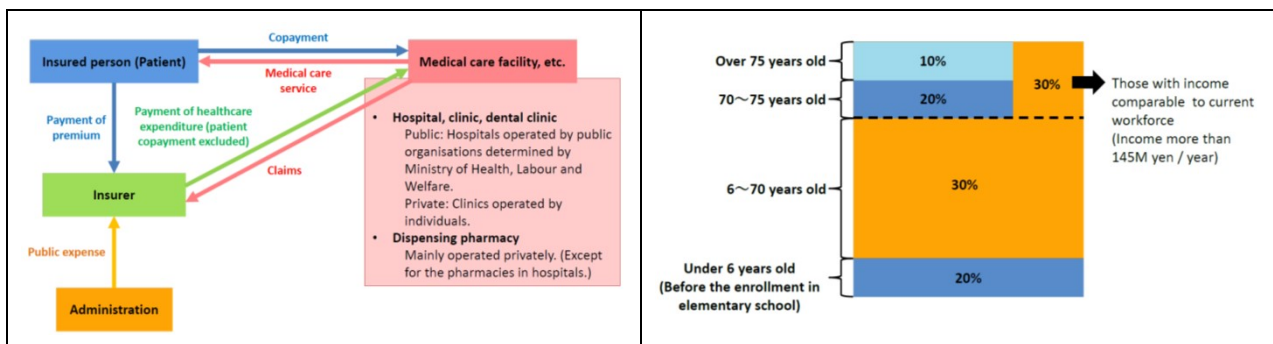 Copayment
Insured person (Patient)
Medical care facility, etc.
Medical care
service
Payment of healthcare
expenditure (patient
copayment excluded)
Payment of
premium
Claims
Insurer
Public expense
Administration
• Hospital, clinic, dental clinic
Public: Hospitals operated by public
organisations determined by
Ministry of Health, Labour and
Welfare.
Private: Clinics operated by
individuals.
• Dispensing pharmacy
Mainly operated privately. (Except
for the pharmacies in hospitals.)
Over 75 years old
10%
70～75 years old
20%
30%
Those with income
comparable to current
workforce
(Income more than
145M yen / year)
6～70 years old
30%
Under 6 years old
(Before the enrollment in
elementary school)
20%